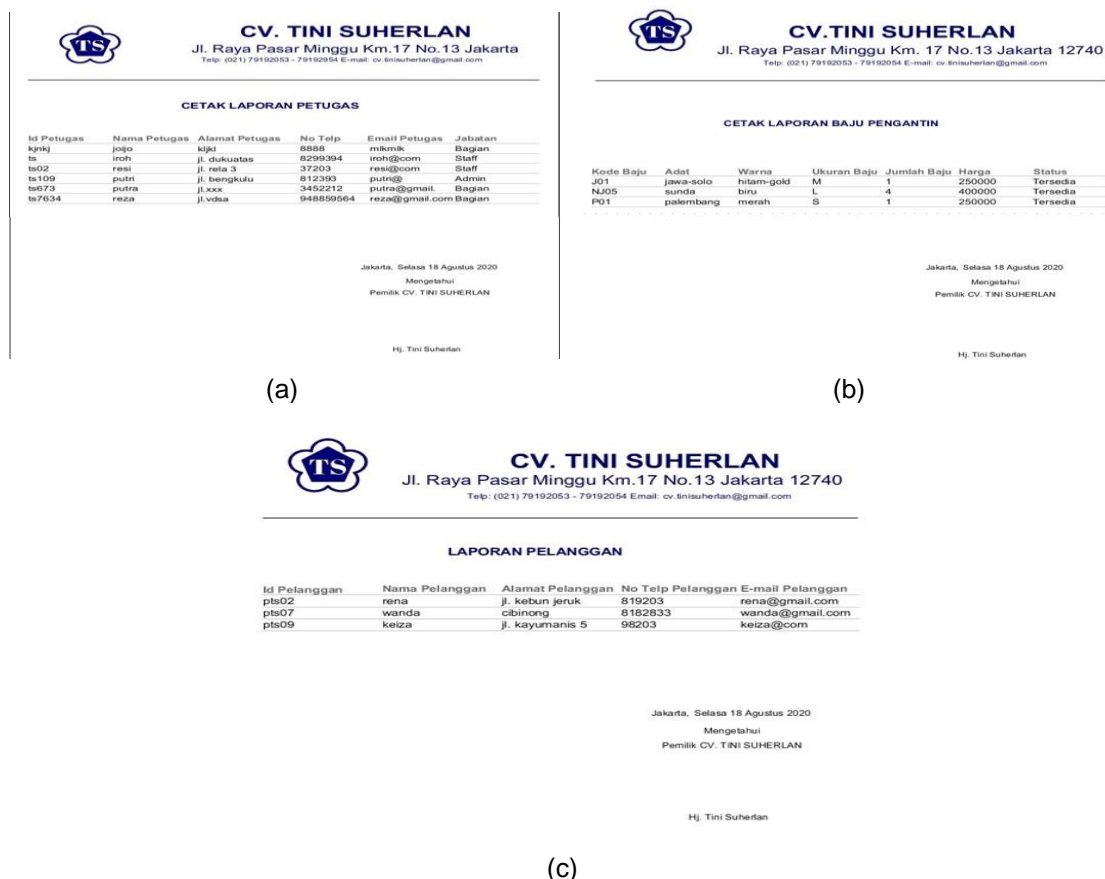 TS
CV. TINI SUHERLAN
Jl. Raya Pasar Minggu Km.17 No.13 Jakarta
Telp: (021) 79192053 - 79192954 E-mail: cv.tinisuherlan@gmail.com
CETAK LAPORAN PETUGAS
Id Petugas Nama Petugas Alamat Petugas No Telp Email Petugas Jabatan
kjnkj joijo kljkl 8888 mlkmlk Bagian
ts iroh jl. dukuatas 8299394 iroh@com Staff
ts02 resi jl. rela 3 37203 resi@com Staff
ts109 putri jl. bengkulu 812393 putri@ Admin
ts673 putra jl.xxx 3452212 putra@gmail. Bagian
ts7634 reza jl.vdsa 948859564 reza@gmail.com Bagian
Jakarta, Selasa 18 Agustus 2020
Mengetahui
Pemilik CV. TINI SUHERLAN
Hj. Tini Suherlan
(a)
TS
CV.TINI SUHERLAN
Jl. Raya Pasar Minggu Km. 17 No.13 Jakarta 12740
Telp: (021) 79192053 - 79192054 E-mail: cv.tinisuherlan@gmail.com
CETAK LAPORAN BAJU PENGANTIN
Kode Baju Adat Warna Ukuran Baju Jumlah Baju Harga Status
J01 jawa-solo hitam-gold M 1 250000 Tersedia
NJ05 sunda biru L 4 400000 Tersedia
P01 palembang merah S 1 250000 Tersedia
Jakarta, Selasa 18 Agustus 2020
Mengetahui
Pemilik CV. TINI SUHERLAN
Hj. Tini Suherlan
(b)
TS
CV. TINI SUHERLAN
Jl. Raya Pasar Minggu Km.17 No.13 Jakarta 12740
Telp: (021) 79192053 - 79192054 Email: cv.tinisuherlan@gmail.com
LAPORAN PELANGGAN
Id Pelanggan Nama Pelanggan Alamat Pelanggan No Telp Pelanggan E-mail Pelanggan
pts02 rena jl. kebun jeruk 819203 rena@gmail.com
pts07 wanda cibinong 8182833 wanda@gmail.com
pts09 keiza jl. kayumanis 5 98203 keiza@com
Jakarta, Selasa 18 Agustus 2020
Mengetahui
Pemilik CV. TINI SUHERLAN
Hj. Tini Suherlan
(c)